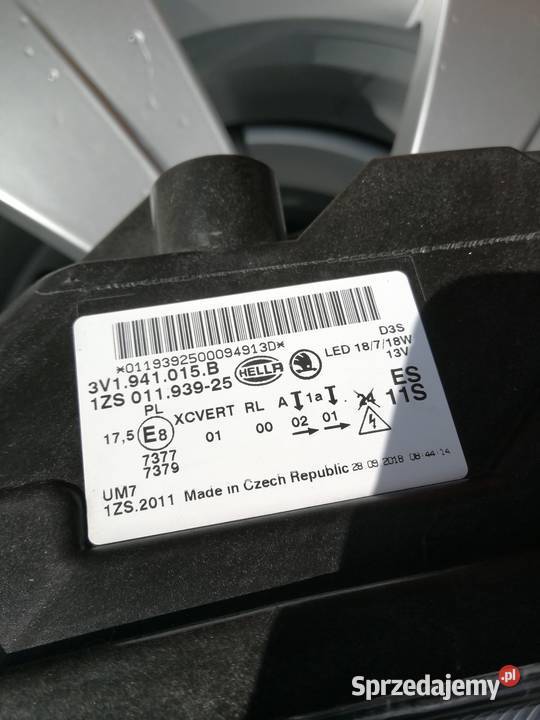 *0119392500094913D*
D3S
3V1.941.015.B
HELLA
LED 18/7/18W
1ZS 011.939-25
13V
PL
XCVERT RL A 1a
ES
17,5 E8
01 00 02 01
24 11S
7377
7379
UM7
1ZS.2011 Made in Czech Republic 28.09.2018 08:44:14
Sprzedajemy.pl